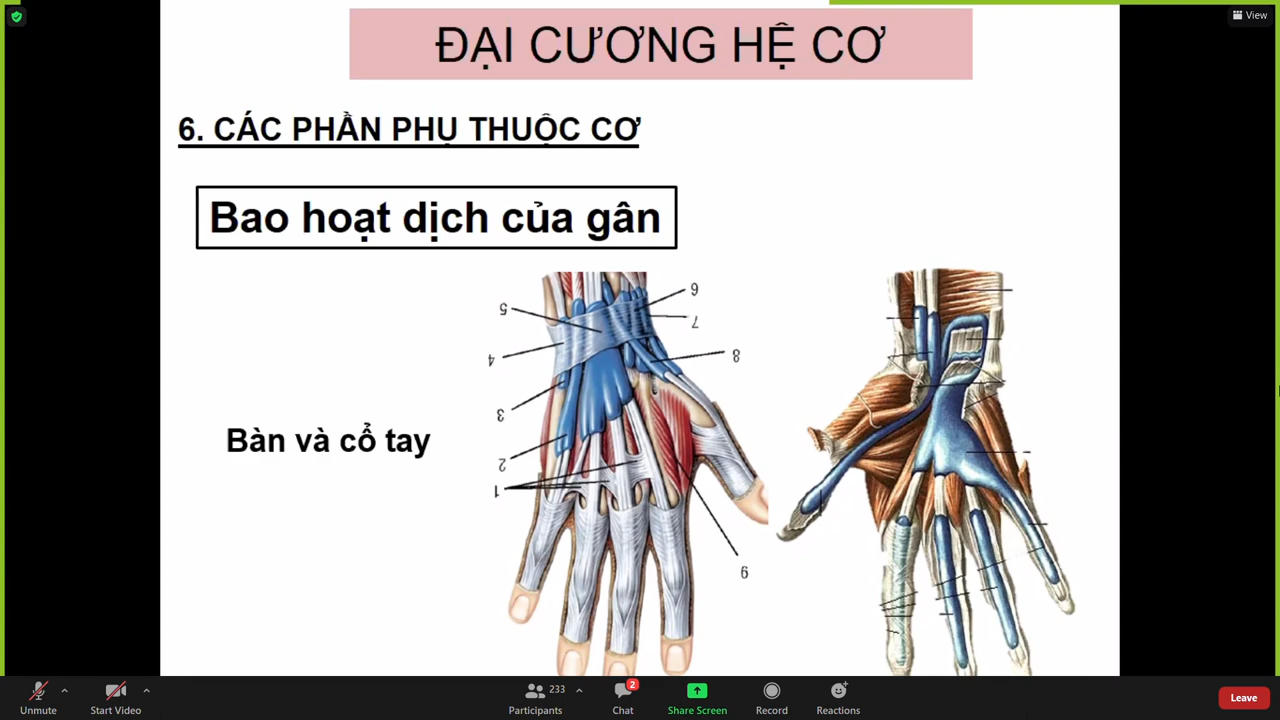 View
ĐẠI CƯƠNG HỆ CƠ
6. CÁC PHẦN PHỤ THUỘC CƠ
Bao hoạt dịch của gân
Bàn và cổ tay
5
4
3
2
1
6
7
8
9
Unmute
Start Video
233
Participants
2
Chat
Share Screen
Record
Reactions
Leave